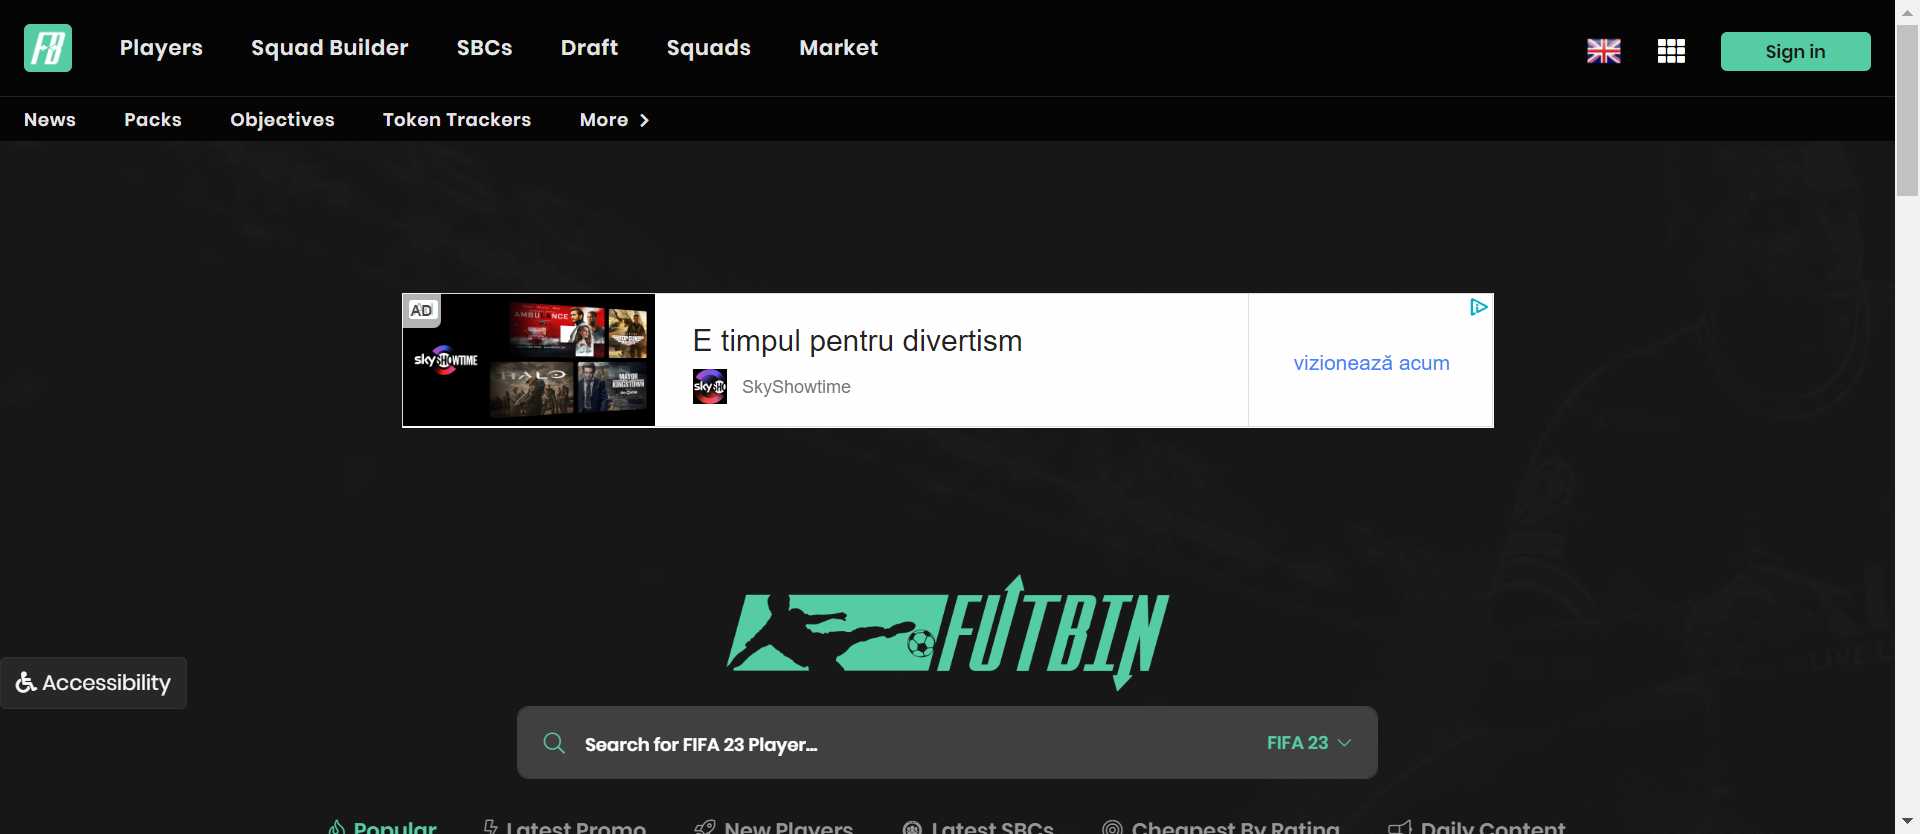 FB
Players Squad Builder SBCs Draft Squads Market
Sign in
News Packs Objectives Token Trackers More
AD
AMBULANCE
sky SHOWTIME
HALO
MAYOR
KINGSTOWN
E timpul pentru divertism
SkyShowtime
vizionează acum
FUTBIN
Accessibility
Search for FIFA 23 Player...
FIFA 23
Popular Latest Promo New Players Latest SBCs Cheapest By Rating Daily Content